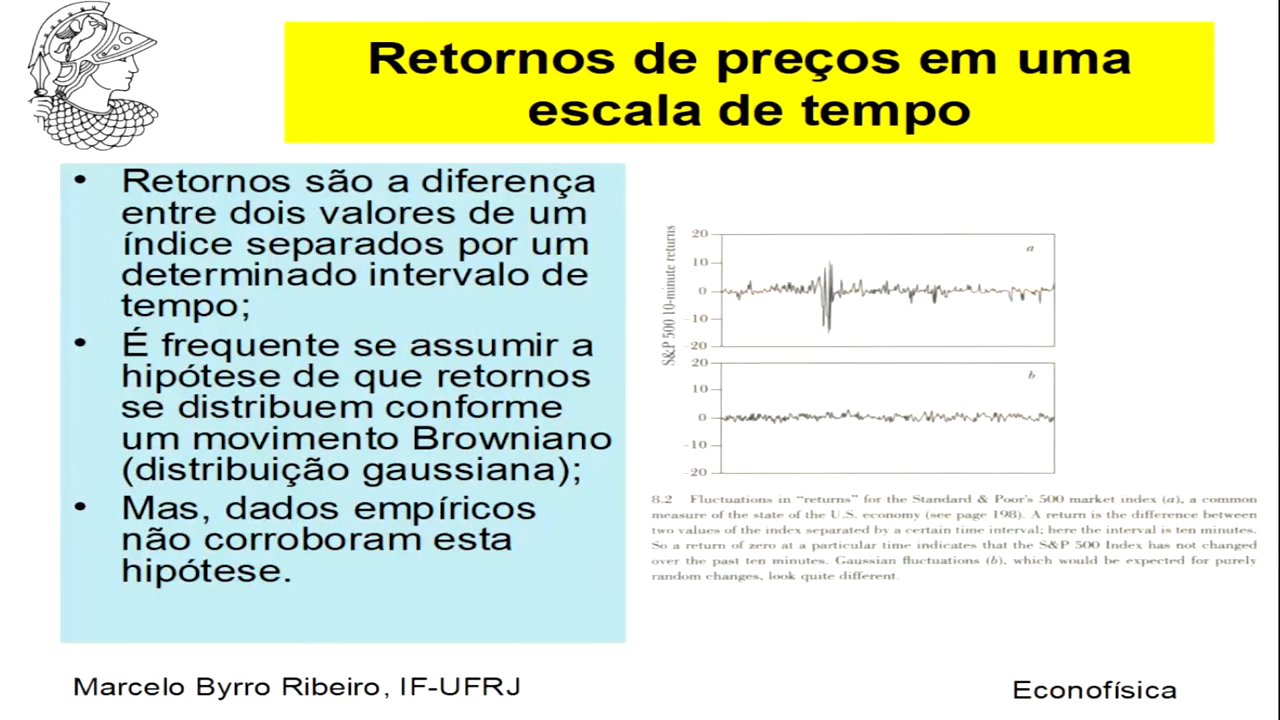 Retornos de preços em uma
escala de tempo
• Retornos são a diferença
entre dois valores de um
índice separados por um
determinado intervalo de
tempo;
• É frequente se assumir a
hipótese de que retornos
se distribuem conforme
um movimento Browniano
(distribuição gaussiana);
• Mas, dados empíricos
não corroboram esta
hipótese.
S&P 500 10-minute returns
20
10
0
-10
-20
a
20
10
0
-10
-20
b
8.2 Fluctuations in “returns” for the Standard & Poor's 500 market index (a), a common
measure of the state of the U.S. economy (see page 198). A return is the difference between
two values of the index separated by a certain time interval; here the interval is ten minutes.
So a return of zero at a particular time indicates that the S&P 500 Index has not changed
over the past ten minutes. Gaussian fluctuations (b), which would be expected for purely
random changes, look quite different.
Marcelo Byrro Ribeiro, IF-UFRJ
Econofísica